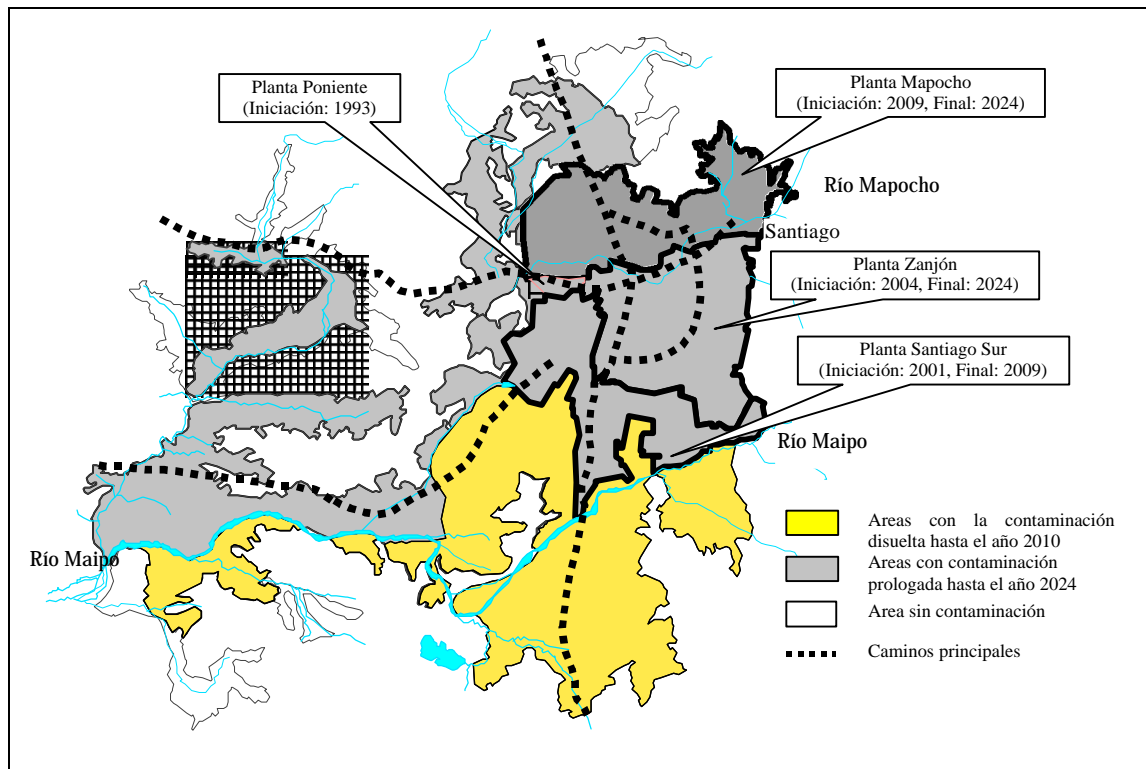 Planta Poniente
(Iniciación: 1993)
Planta Mapocho
(Iniciación: 2009, Final: 2024)
Río Mapocho
Santiago
Planta Zanjón
(Iniciación: 2004, Final: 2024)
Planta Santiago Sur
(Iniciación: 2001, Final: 2009)
Río Maipo
Río Maipo
Areas con la contaminación
disuelta hasta el año 2010
Areas con contaminación
prologada hasta el año 2024
Area sin contaminación
Caminos principales